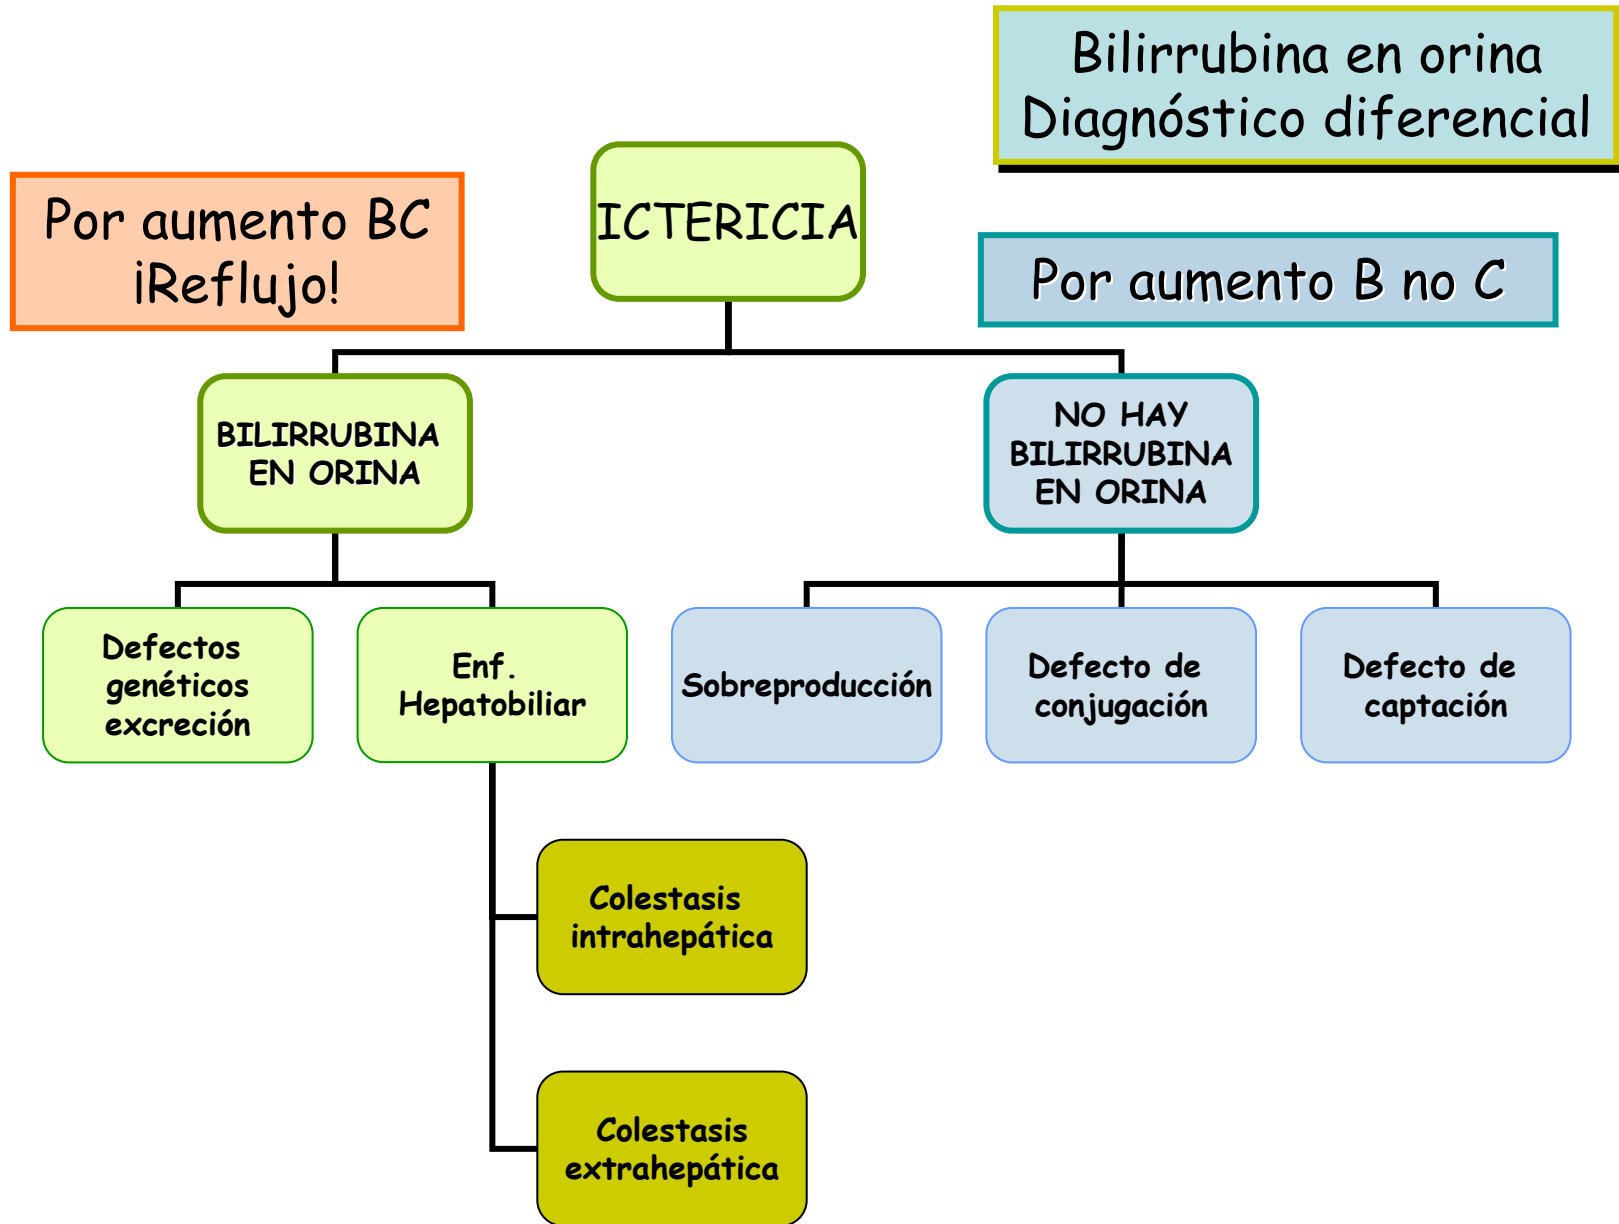 Bilirrubina en orina
Diagnóstico diferencial
ICTERICIA
Por aumento BC
¡Reflujo!
Por aumento B no C
BILIRRUBINA
EN ORINA
NO HAY
BILIRRUBINA
EN ORINA
Defectos
genéticos
excreción
Enf.
Hepatobiliar
Sobreproducción
Defecto de
conjugación
Defecto de
captación
Colestasis
intrahepática
Colestasis
extrahepática